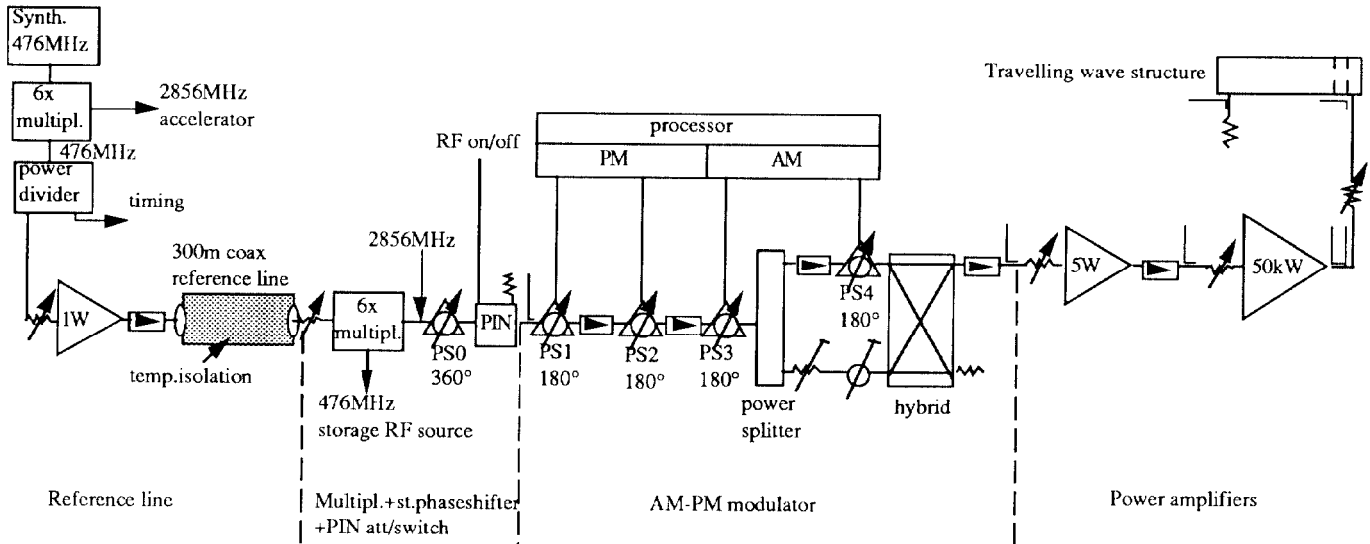 Synth.
476MHz
6x
multipl.
2856MHz
accelerator
476MHz
power
divider
timing
300m coax
reference line
1W
temp.isolation
6x
multipl.
476MHz
storage RF source
2856MHz
PS0
360°
RF on/off
PIN
processor
PM
AM
PS1
180°
PS2
180°
PS3
180°
PS4
180°
power
splitter
hybrid
5W
50kW
Travelling wave structure
Reference line
Multipl.+st.phaseshifter
+PIN att/switch
AM-PM modulator
Power amplifiers